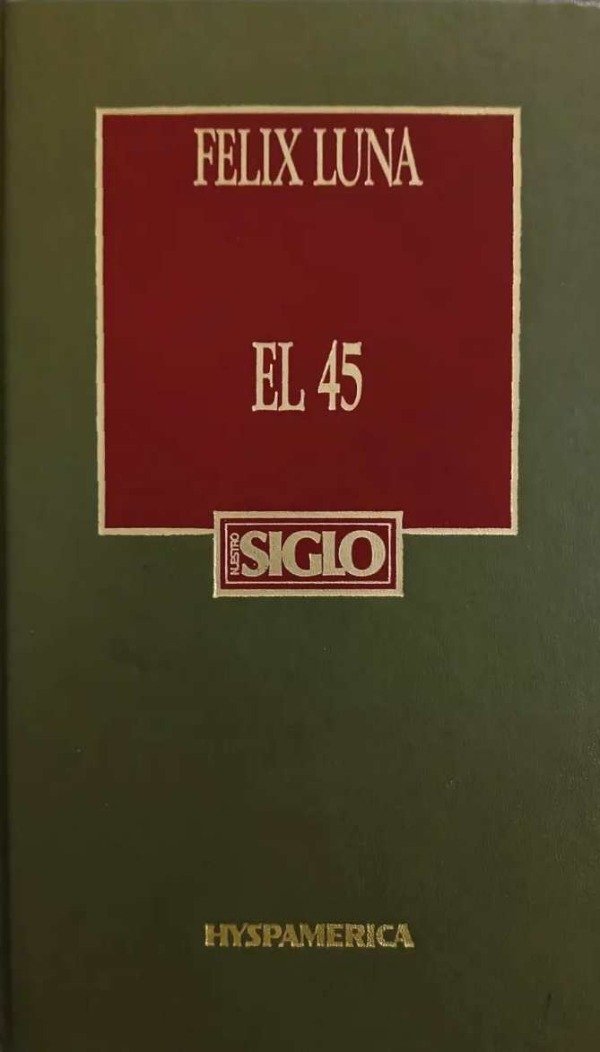 FELIX LUNA
EL 45
NUESTRO
SIGLO
HYSPAMERICA